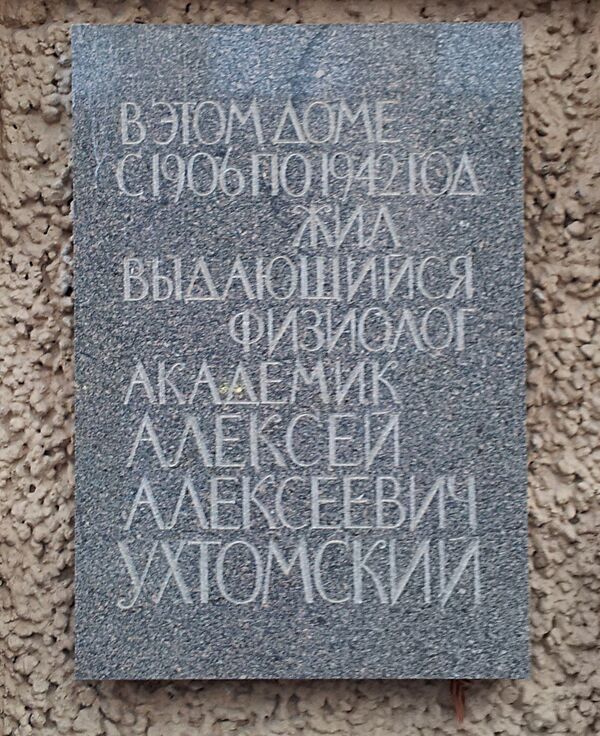 В ЭТОМ ДОМЕ
С 1906 ПО 1942 ГОД
ЖИЛ
ВЫДАЮЩИЙСЯ
ФИЗИОЛОГ
АКАДЕМИК
АЛЕКСЕЙ
АЛЕКСЕЕВИЧ
УХТОМСКИЙ